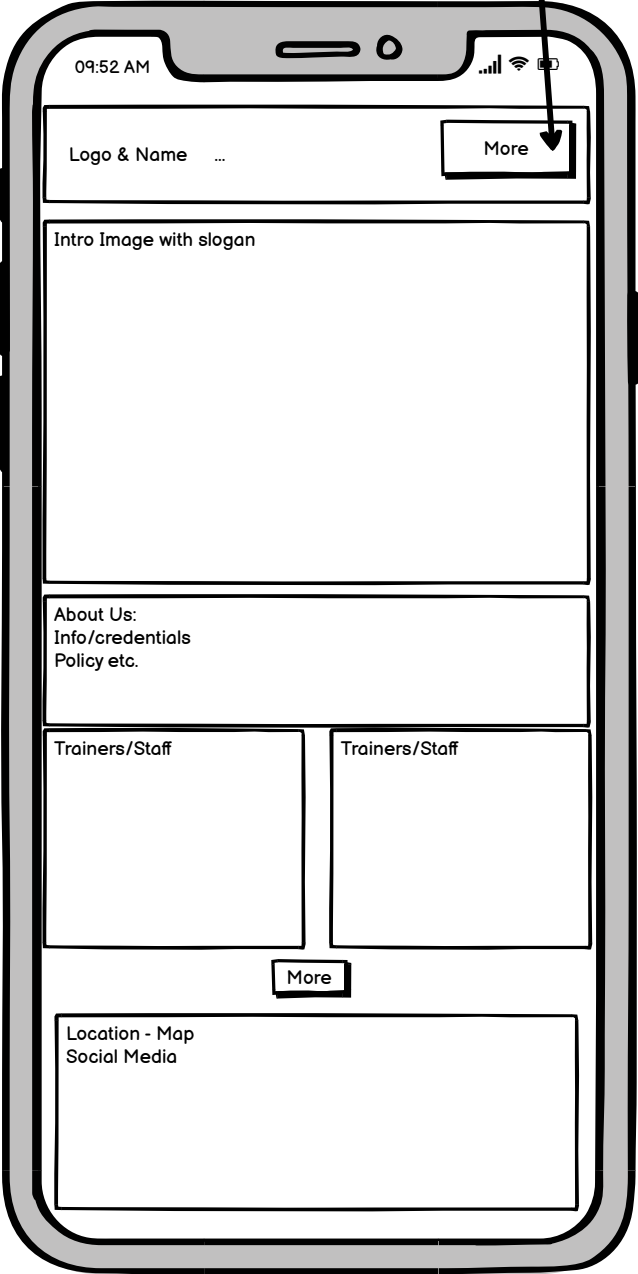 09:52 AM
Logo & Name ...
More
Intro Image with slogan
About Us:
Info/credentials
Policy etc.
Trainers/Staff Trainers/Staff
More
Location - Map
Social Media